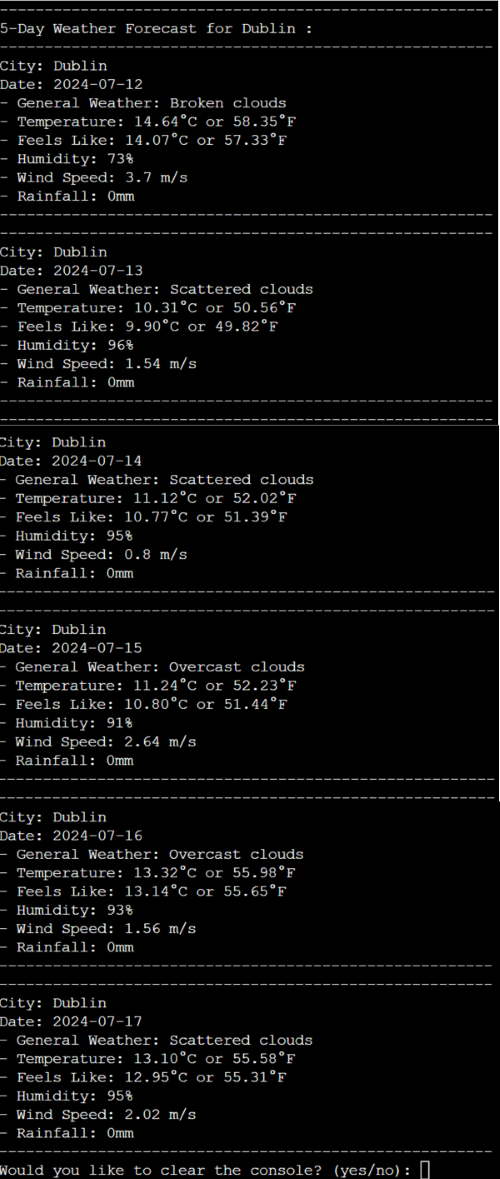 --------------------------------------------------------
5-Day Weather Forecast for Dublin :
--------------------------------------------------------
City: Dublin
Date: 2024-07-12
- General Weather: Broken clouds
- Temperature: 14.64°C or 58.35°F
- Feels Like: 14.07°C or 57.33°F
- Humidity: 73%
- Wind Speed: 3.7 m/s
- Rainfall: 0mm
--------------------------------------------------------
--------------------------------------------------------
City: Dublin
Date: 2024-07-13
- General Weather: Scattered clouds
- Temperature: 10.31°C or 50.56°F
- Feels Like: 9.90°C or 49.82°F
- Humidity: 96%
- Wind Speed: 1.54 m/s
- Rainfall: 0mm
--------------------------------------------------------
--------------------------------------------------------
City: Dublin
Date: 2024-07-14
- General Weather: Scattered clouds
- Temperature: 11.12°C or 52.02°F
- Feels Like: 10.77°C or 51.39°F
- Humidity: 95%
- Wind Speed: 0.8 m/s
- Rainfall: 0mm
--------------------------------------------------------
--------------------------------------------------------
City: Dublin
Date: 2024-07-15
- General Weather: Overcast clouds
- Temperature: 11.24°C or 52.23°F
- Feels Like: 10.80°C or 51.44°F
- Humidity: 91%
- Wind Speed: 2.64 m/s
- Rainfall: 0mm
--------------------------------------------------------
--------------------------------------------------------
City: Dublin
Date: 2024-07-16
- General Weather: Overcast clouds
- Temperature: 13.32°C or 55.98°F
- Feels Like: 13.14°C or 55.65°F
- Humidity: 93%
- Wind Speed: 1.56 m/s
- Rainfall: 0mm
--------------------------------------------------------
--------------------------------------------------------
City: Dublin
Date: 2024-07-17
- General Weather: Scattered clouds
- Temperature: 13.10°C or 55.58°F
- Feels Like: 12.95°C or 55.31°F
- Humidity: 95%
- Wind Speed: 2.02 m/s
- Rainfall: 0mm
--------------------------------------------------------
Would you like to clear the console? (yes/no):